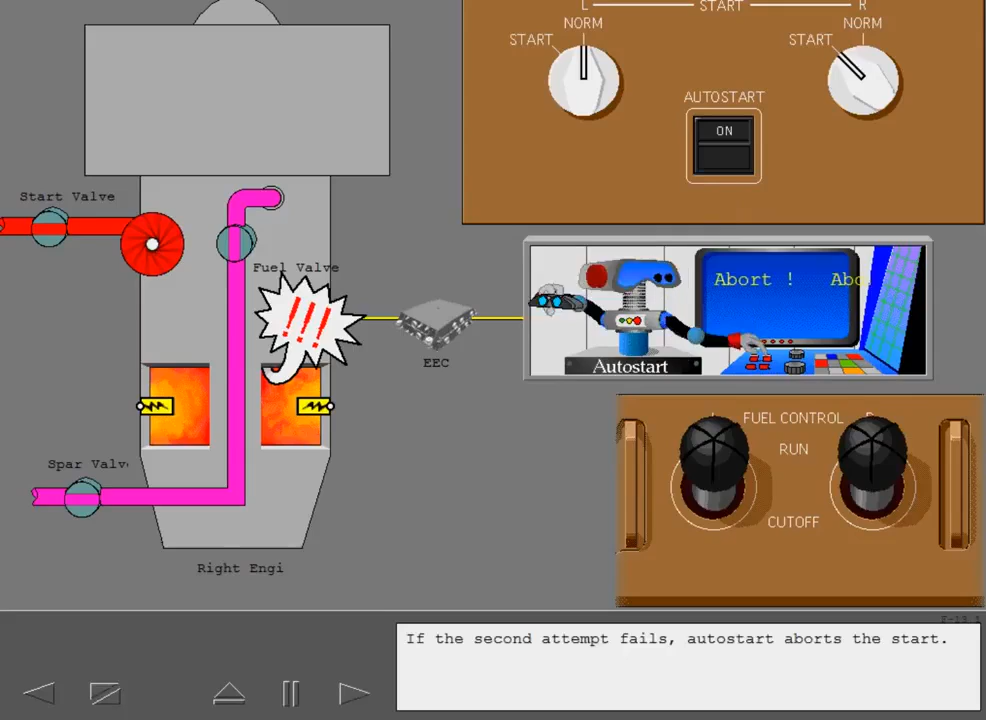 L START R
NORM NORM
START START
AUTOSTART
ON
Start Valve
Fuel Valve
!!!
Abort !
EEC
Autostart
FUEL CONTROL
RUN
Spar Valv
CUTOFF
Right Engi
If the second attempt fails, autostart aborts the start.